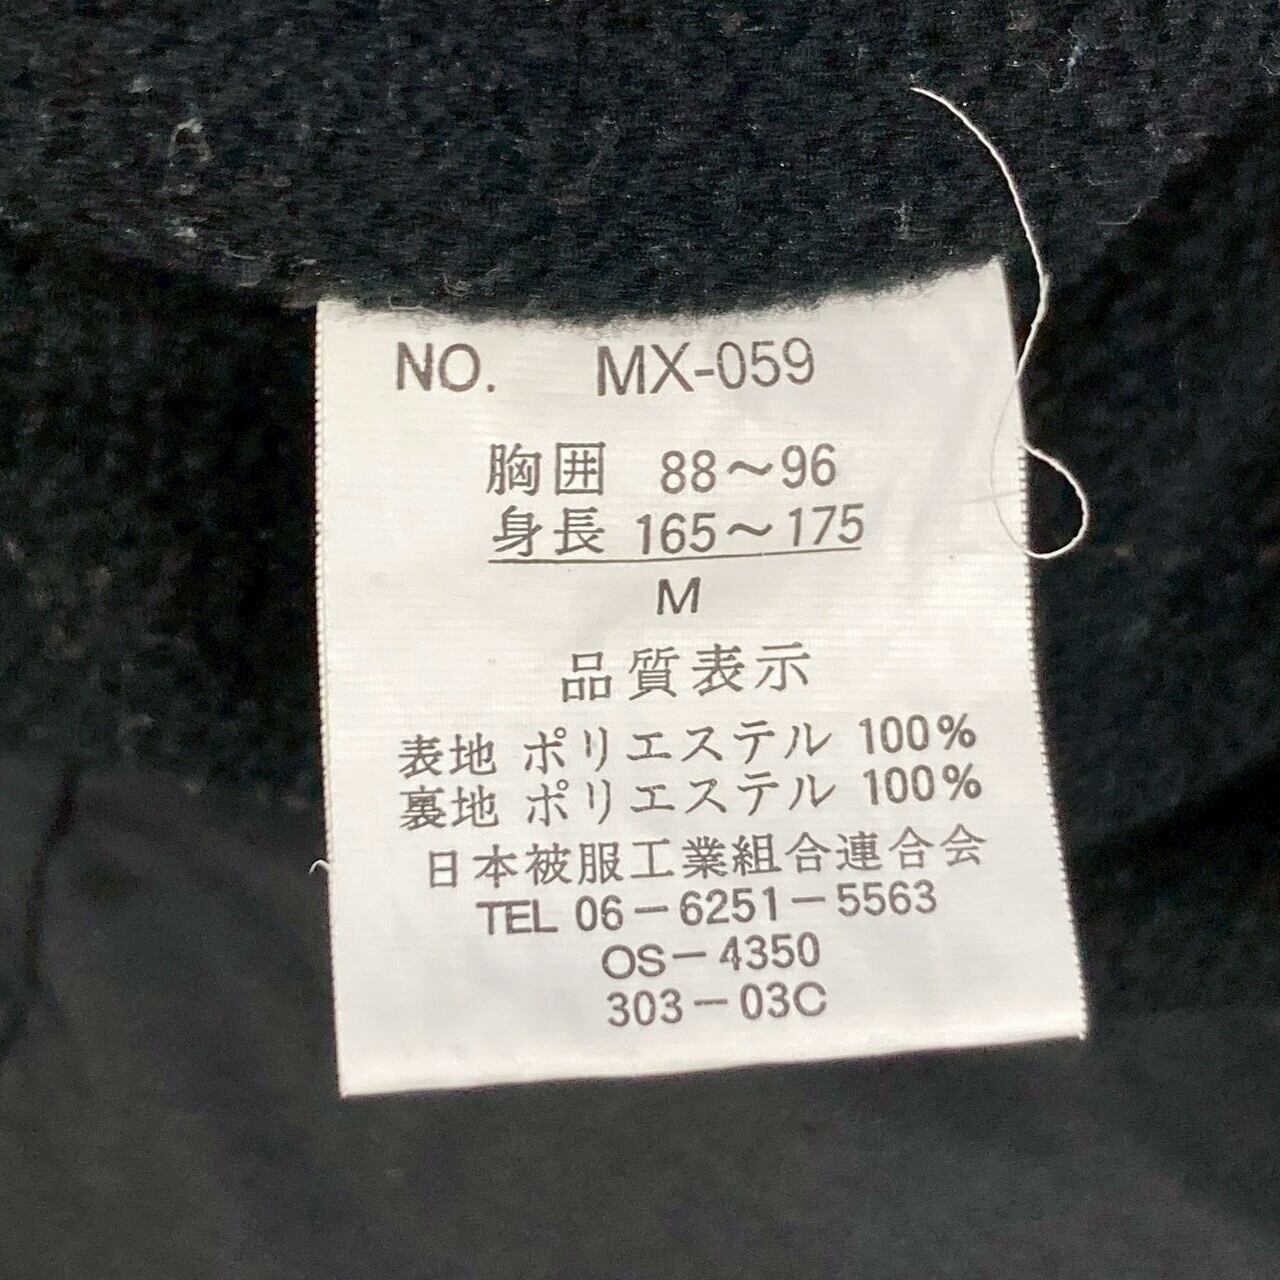 NO. MX-059
胸囲 88～96
身長 165～175
M
品質表示
表地 ポリエステル 100%
裏地 ポリエステル 100%
日本被服工業組合連合会
TEL 06－6251－5563
OS－4350
303－03C